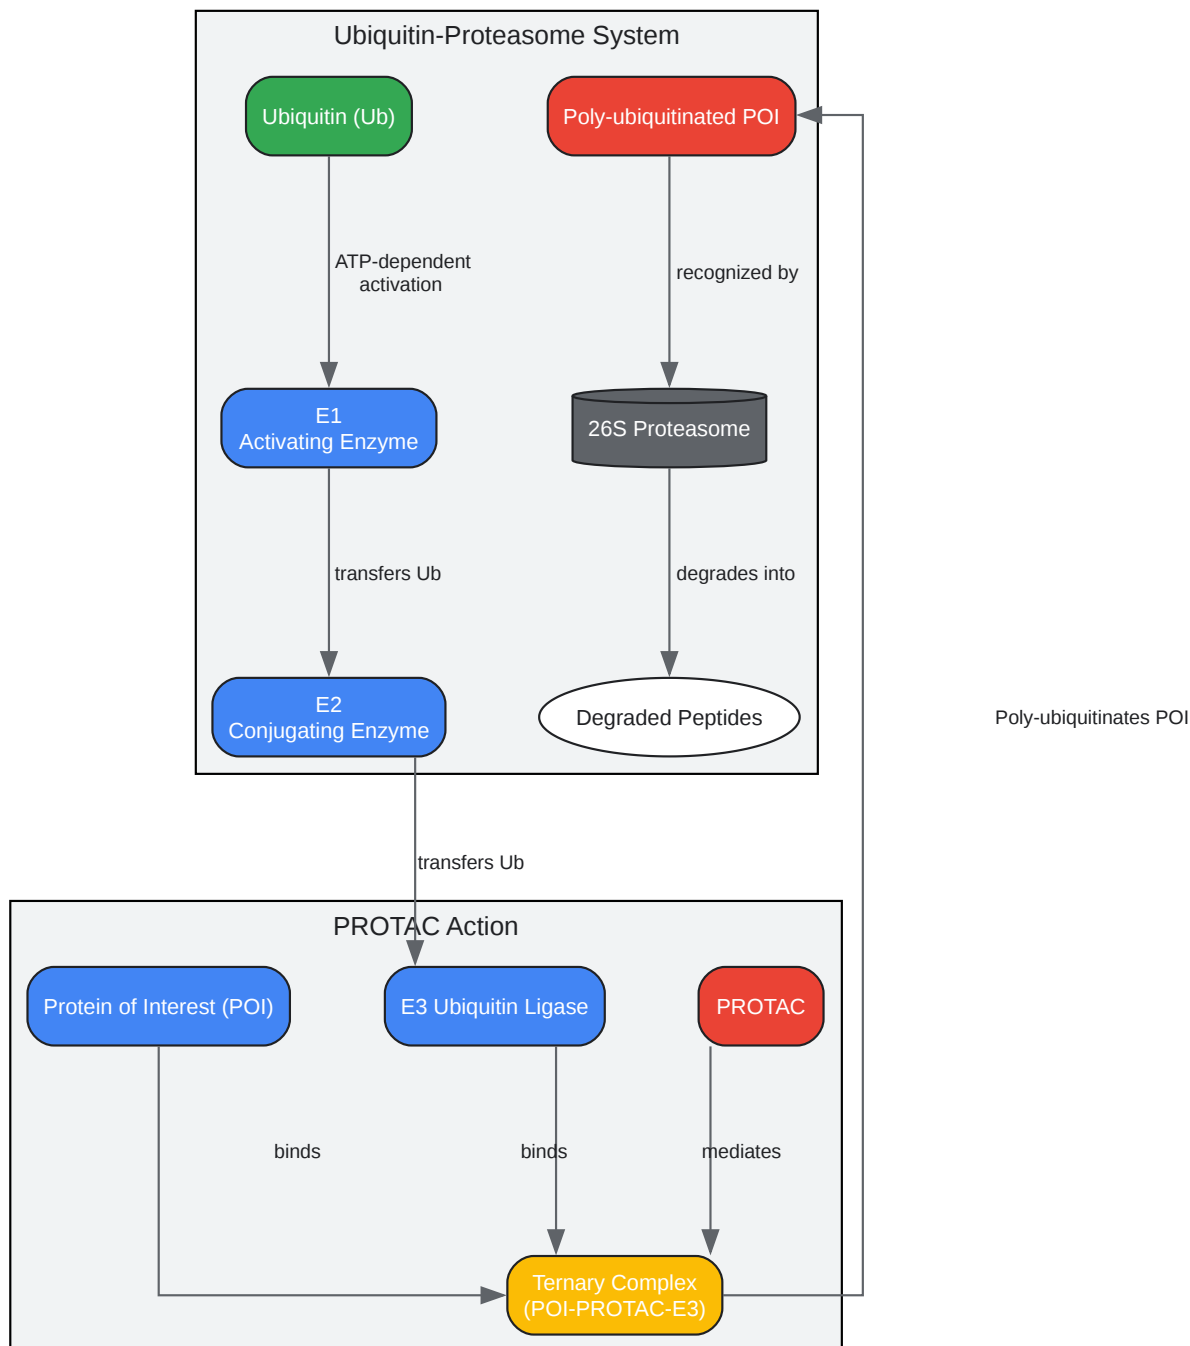 Ubiquitin-Proteasome System
Ubiquitin (Ub)
Poly-ubiquitinated POI
ATP-dependent
activation
recognized by
E1
Activating Enzyme
26S Proteasome
transfers Ub
degrades into
E2
Conjugating Enzyme
Degraded Peptides
Poly-ubiquitinates POI
transfers Ub
PROTAC Action
Protein of Interest (POI)
E3 Ubiquitin Ligase
PROTAC
binds
binds
mediates
Ternary Complex
(POI-PROTAC-E3)